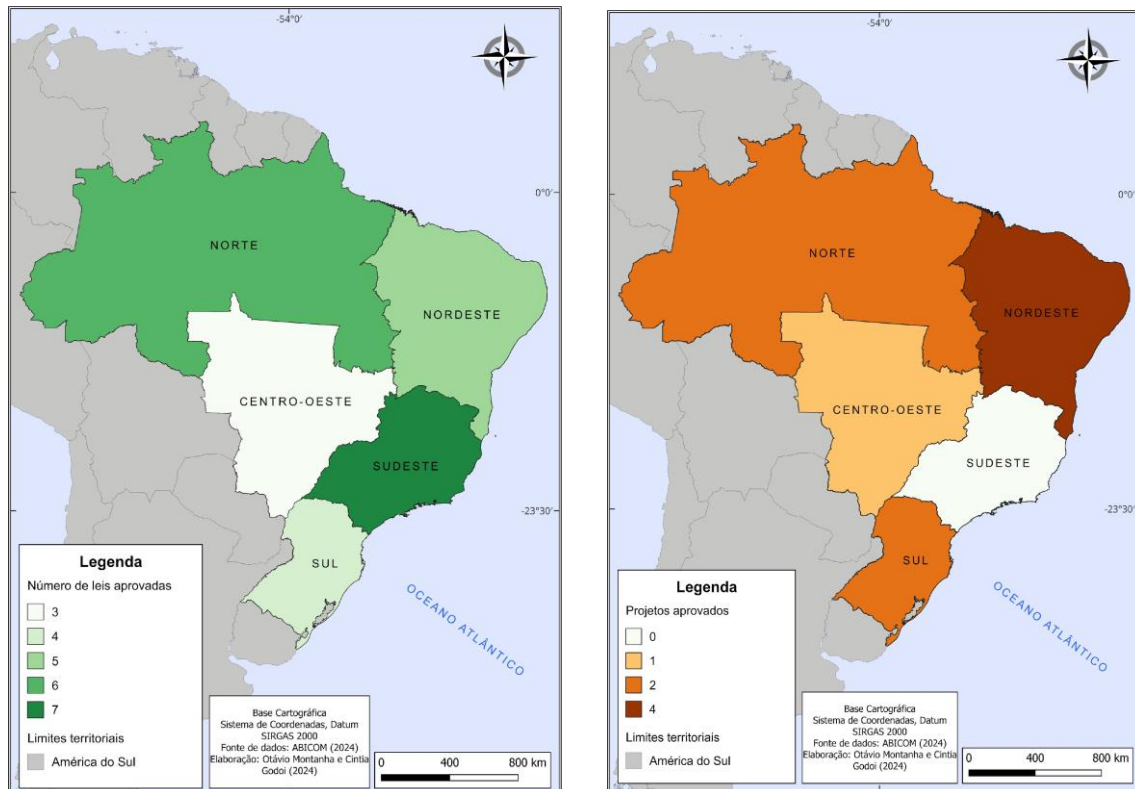 -54°0'
0°0'
NORTE
NORDESTE
CENTRO-OESTE
SUDESTE
-23°30'
SUL
OCEANO ATLÂNTICO
Legenda
Número de leis aprovadas
3
4
5
6
7
Limites territoriais
América do Sul
Base Cartográfica
Sistema de Coordenadas, Datum
SIRGAS 2000
Fonte de dados: ABICOM (2024)
Elaboração: Otávio Montanha e Cintia
Godoi (2024)
0 400 800 km
-54°0'
0°0'
NORTE
NORDESTE
CENTRO-OESTE
SUDESTE
-23°30'
SUL
OCEANO ATLÂNTICO
Legenda
Projetos aprovados
0
1
2
4
Limites territoriais
América do Sul
Base Cartográfica
Sistema de Coordenadas, Datum
SIRGAS 2000
Fonte de dados: ABICOM (2024)
Elaboração: Otávio Montanha e Cintia
Godoi (2024)
0 400 800 km